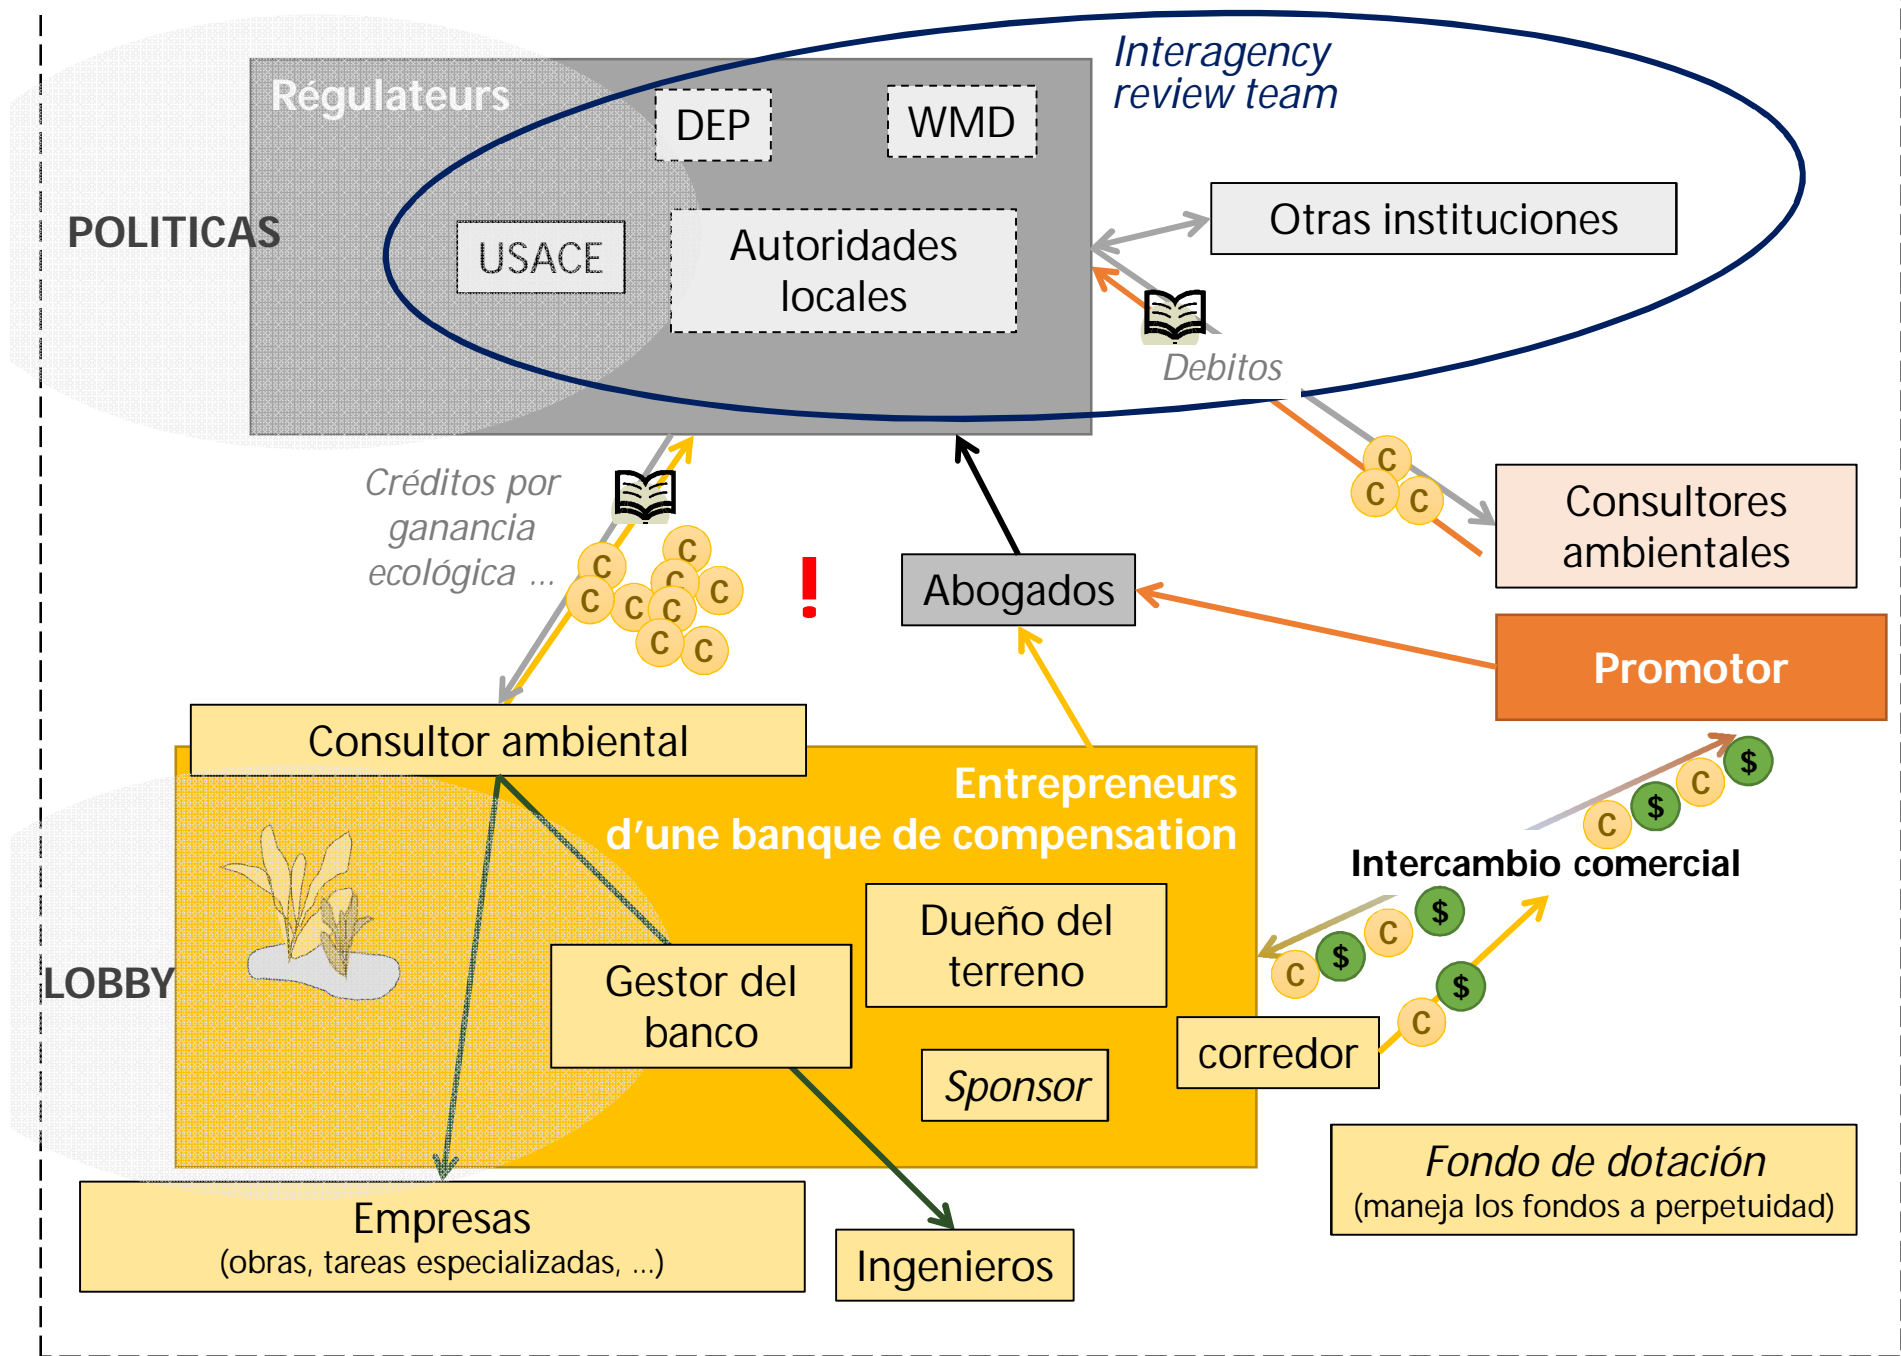 Interagency
review team
Régulateurs
DEP
WMD
POLITICAS
USACE
Autoridades
locales
Otras instituciones
Debitos
Créditos por
ganancia
ecológica ...
C
C
C
C
C
C
C
C
C
C
C
C
!
Abogados
Consultores
ambientales
Promotor
Consultor ambiental
Entrepreneurs
d'une banque de compensation
C
$
C
$
Intercambio comercial
C
$
C
$
C
$
LOBBY
Gestor del
banco
Dueño del
terreno
Sponsor
corredor
Fondo de dotación
(maneja los fondos a perpetuidad)
Empresas
(obras, tareas especializadas, ...)
Ingenieros